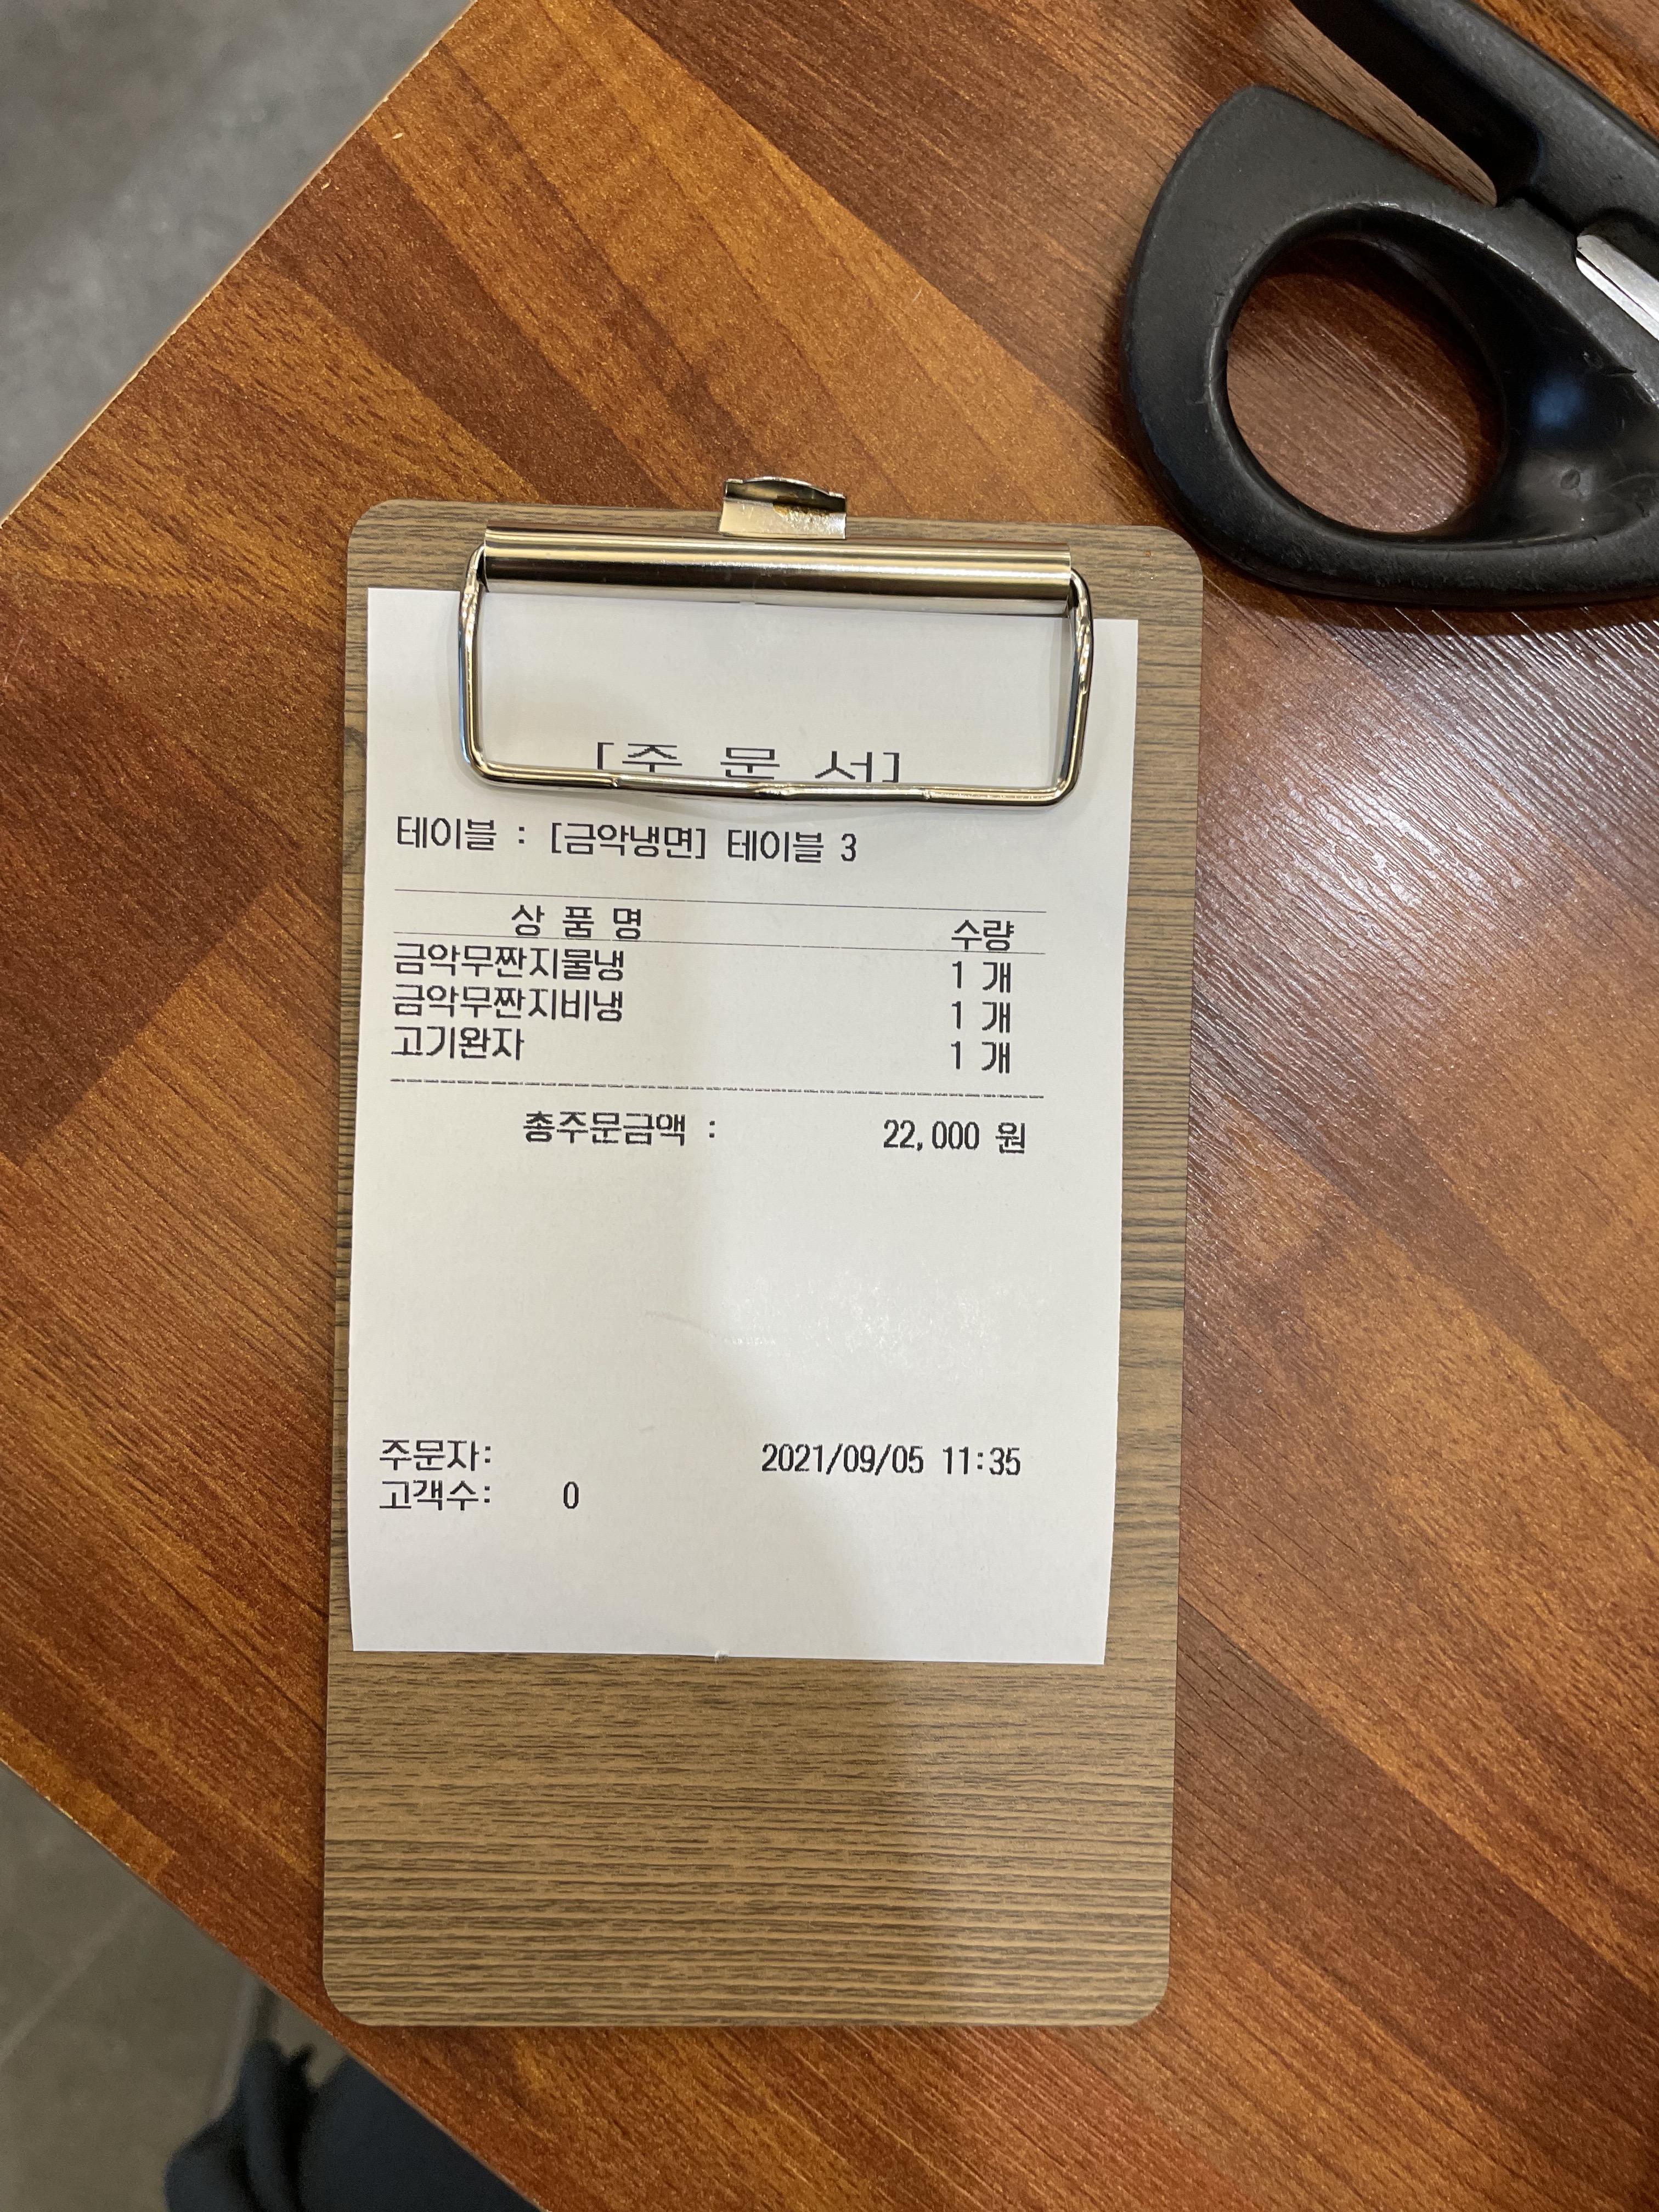 [주 문 서]
테이블 : [금악냉면] 테이블 3
상 품 명 수량
금악무짠지물냉 1 개
금악무짠지비냉 1 개
고기완자 1 개
총주문금액 : 22,000 원
주문자: 2021/09/05 11:35
고객수: 0